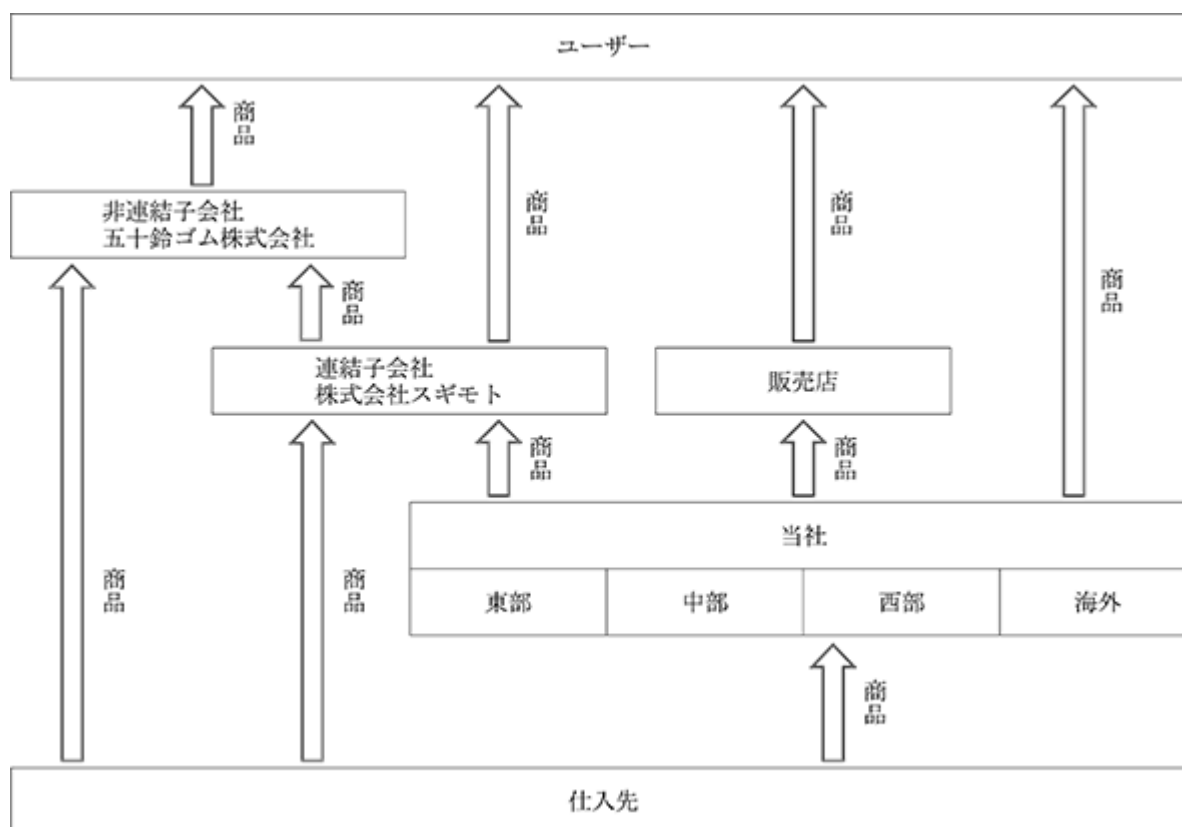 ユーザー
商品
非連結子会社
五十鈴ゴム株式会社
商品
商品
商品
商品
連結子会社
株式会社スギモト
販売店
商品
商品
当社
東部
中部
西部
海外
商品
商品
商品
仕入先